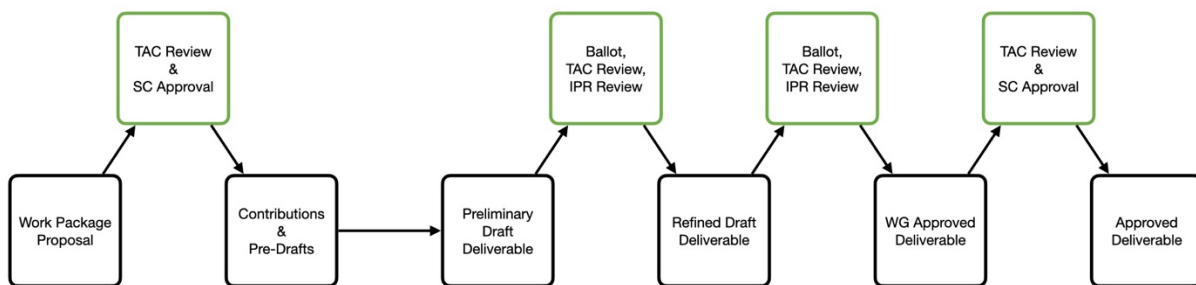 TAC Review
&
SC Approval
Ballot,
TAC Review,
IPR Review
Ballot,
TAC Review,
IPR Review
TAC Review
&
SC Approval
Work Package
Proposal
Contributions
&
Pre-Drafts
Preliminary
Draft
Deliverable
Refined Draft
Deliverable
WG Approved
Deliverable
Approved
Deliverable